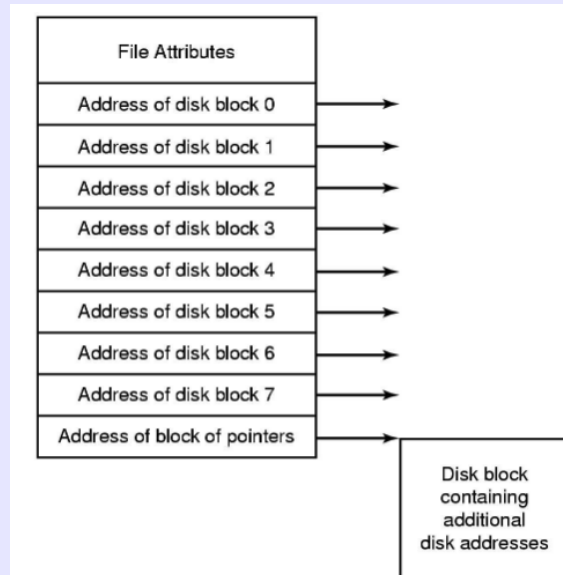 File Attributes
Address of disk block 0
Address of disk block 1
Address of disk block 2
Address of disk block 3
Address of disk block 4
Address of disk block 5
Address of disk block 6
Address of disk block 7
Address of block of pointers
Disk block
containing
additional
disk addresses